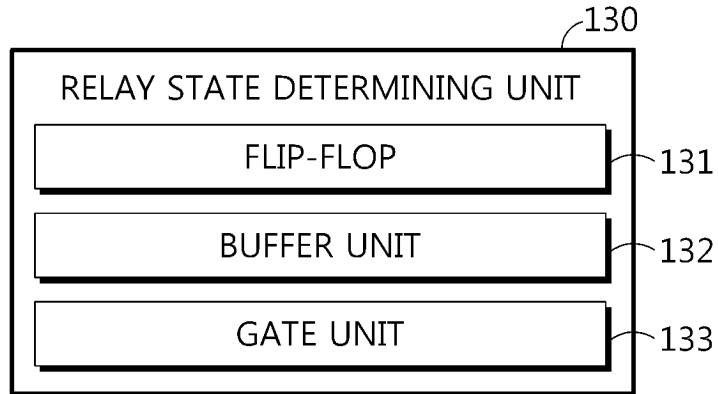 130
RELAY STATE DETERMINING UNIT
FLIP-FLOP
131
BUFFER UNIT
132
GATE UNIT
133